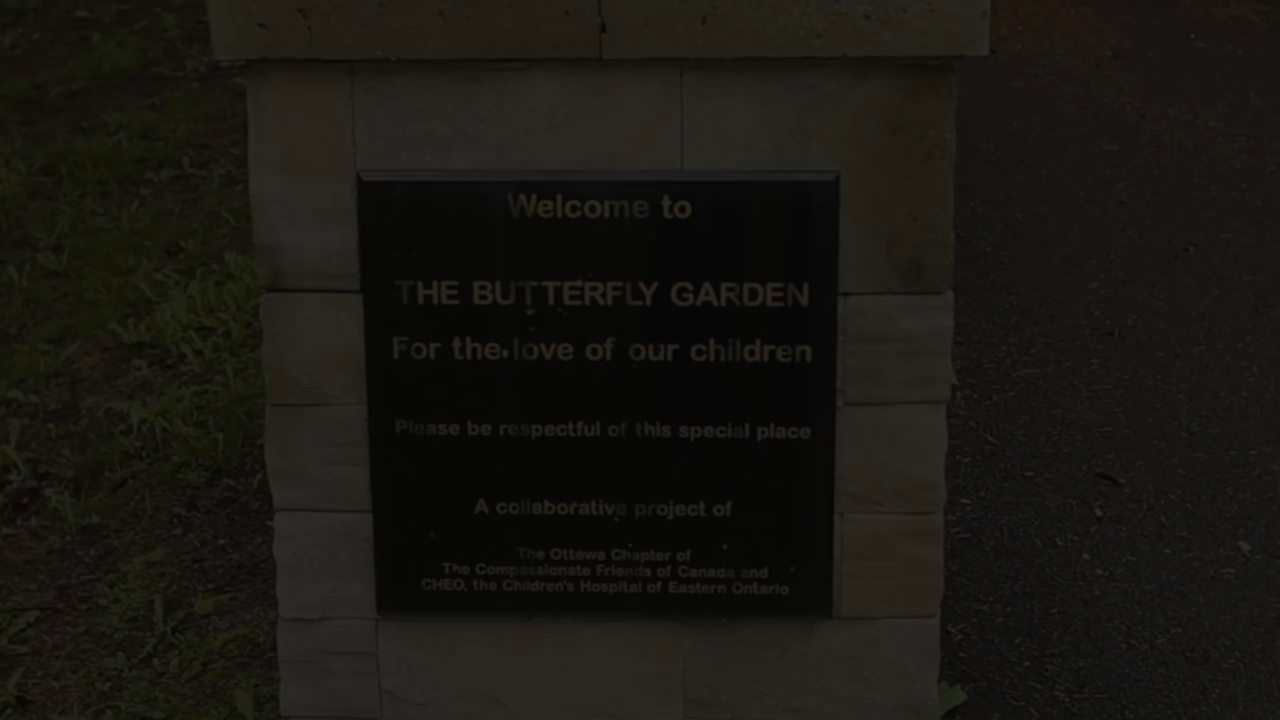 Welcome to
THE BUTTERFLY GARDEN
For the love of our children
Please be respectful of this special place
A collaborative project of
The Ottawa Chapter of
The Compassionate Friends of Canada and
CHEO, the Children's Hospital of Eastern Ontario